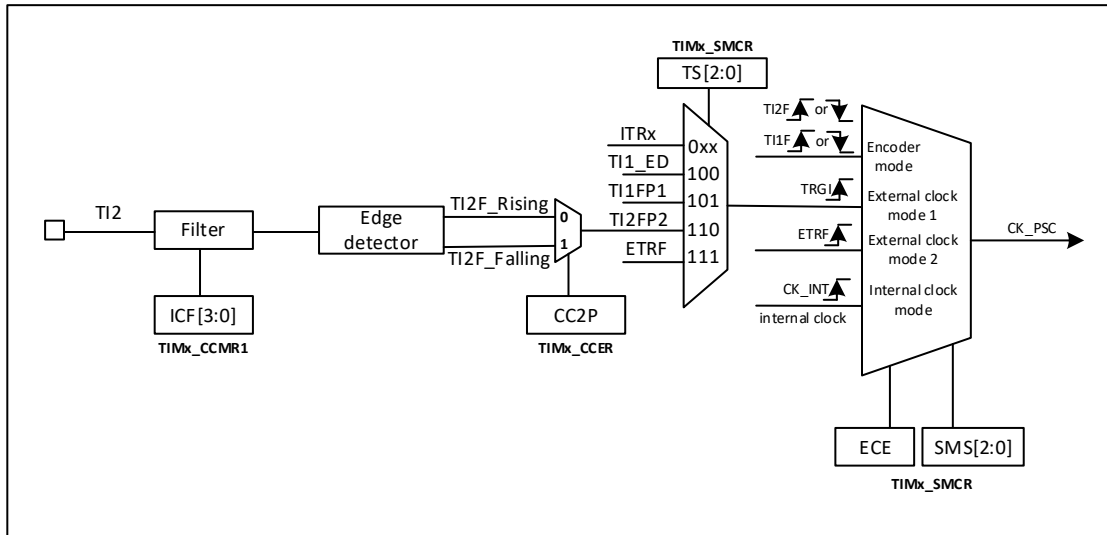 TIMx_SMCR
TS[2:0]
TI2F or
TI1F or
Encoder
mode
ITRx
0xx
TI1_ED
100
TI1FP1
101
TRGI
External clock
mode 1
TI2
Filter
Edge
detector
TI2F_Rising
0
TI2F_Falling
1
TI2FP2
110
ETRF
111
ETRF
External clock
mode 2
CK_PSC
CK_INT
internal clock
Internal clock
mode
ICF[3:0]
TIMx_CCMR1
CC2P
TIMx_CCER
ECE
SMS[2:0]
TIMx_SMCR